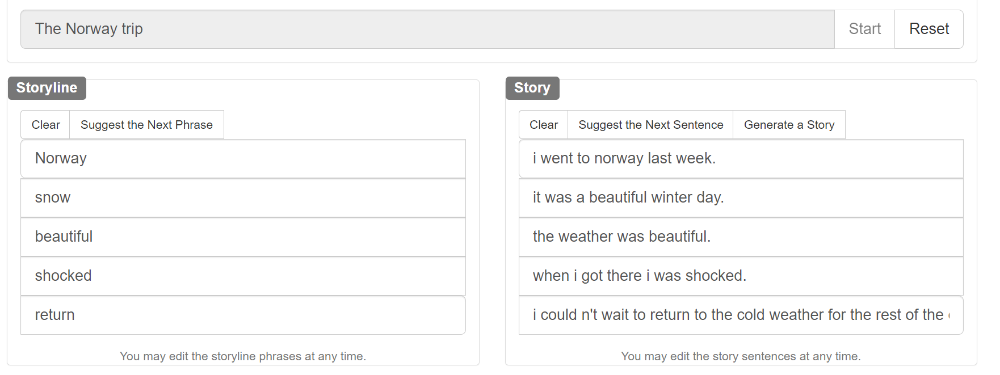 The Norway trip
Start
Reset
Storyline
Clear
Suggest the Next Phrase
Norway
snow
beautiful
shocked
return
You may edit the storyline phrases at any time.
Story
Clear
Suggest the Next Sentence
Generate a Story
i went to norway last week.
it was a beautiful winter day.
the weather was beautiful.
when i got there i was shocked.
i could n't wait to return to the cold weather for the rest of the
You may edit the story sentences at any time.